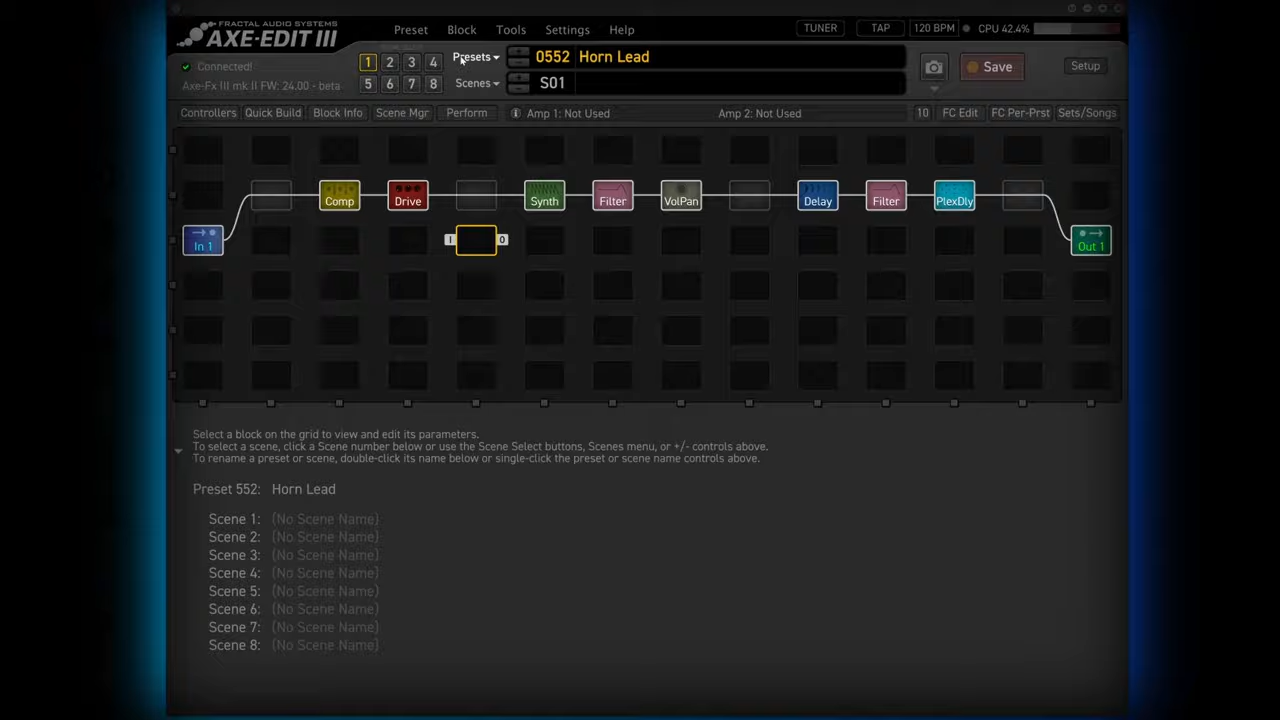 FRACTAL AUDIO SYSTEMS
AXE-EDIT III
Preset Block Tools Settings Help
TUNER TAP 120 BPM CPU 42.4%
Connected!
Axe-Fx III mk II FW: 24.00 - beta
1 2 3 4
5 6 7 8
Presets 0552 Horn Lead
Scenes S01
Save
Setup
Controllers Quick Build Block Info Scene Mgr Perform Amp 1: Not Used Amp 2: Not Used 10 FC Edit FC Per-Prst Sets/Songs
Comp Drive Synth Filter VolPan Delay Filter PlexDly
In 1 I O Out 1
Select a block on the grid to view and edit its parameters.
To select a scene, click a Scene number below or use the Scene Select buttons, Scenes menu, or +/- controls above.
To rename a preset or scene, double-click its name below or single-click the preset or scene name controls above.
Preset 552: Horn Lead
Scene 1: (No Scene Name)
Scene 2: (No Scene Name)
Scene 3: (No Scene Name)
Scene 4: (No Scene Name)
Scene 5: (No Scene Name)
Scene 6: (No Scene Name)
Scene 7: (No Scene Name)
Scene 8: (No Scene Name)